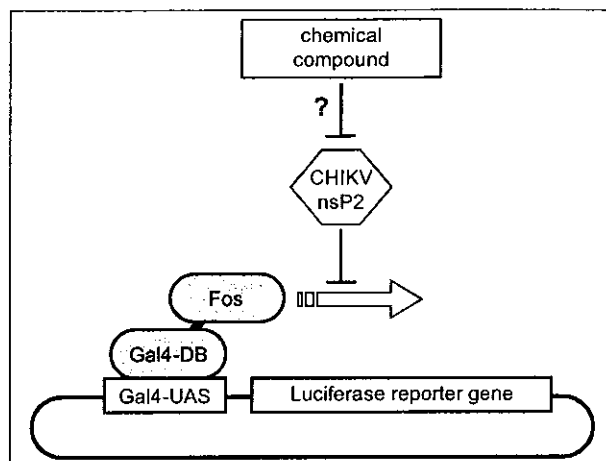 chemical
compound
?
CHIKV
nsP2
Fos
Gal4-DB
Gal4-UAS
Luciferase reporter gene